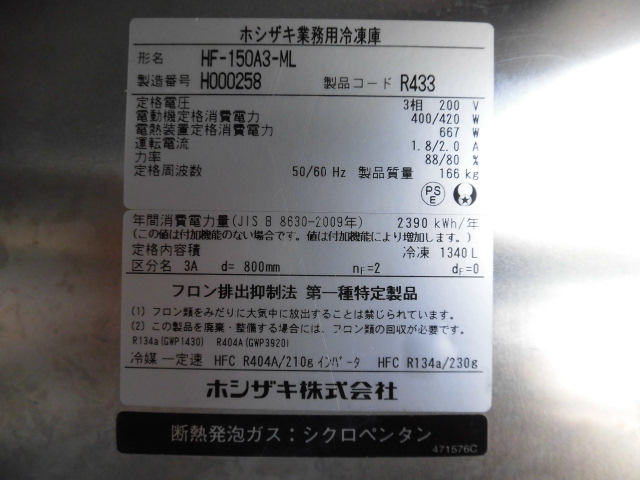 ホシザキ業務用冷凍庫
形名 HF-150A3-ML
製造番号 H000258 製品コード R433
定格電圧 3相 200 V
電動機定格消費電力 400/420 W
電熱装置定格消費電力 667 W
運転電流 1.8/2.0 A
力率 88/80 %
定格周波数 50/60 Hz 製品質量 166 kg
PS E
年間消費電力量(JIS B 8630-2009年) 2390 kWh/年
(この値は付加機能のない場合です。値は付加機能により増加します。)
定格内容積 冷凍 1340 L
区分名 3A d= 800mm nF=2 dF=0
フロン排出抑制法 第一種特定製品
(1) フロン類をみだりに大気中に放出することは禁じられています。
(2) この製品を廃棄・整備する場合には、フロン類の回収が必要です。
R134a(GWP1430) R404A(GWP3920)
冷媒 一定速 HFC R404A/210g インバータ HFC R134a/230g
ホシザキ株式会社
断熱発泡ガス：シクロペンタン
471576C